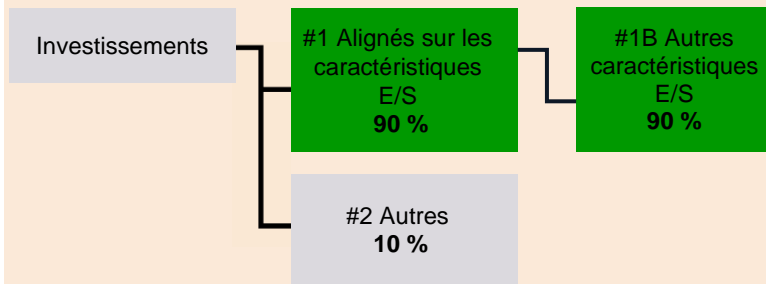 Investissements
#1 Alignés sur les
caractéristiques
E/S
90 %
#1B Autres
caractéristiques
E/S
90 %
#2 Autres
10 %